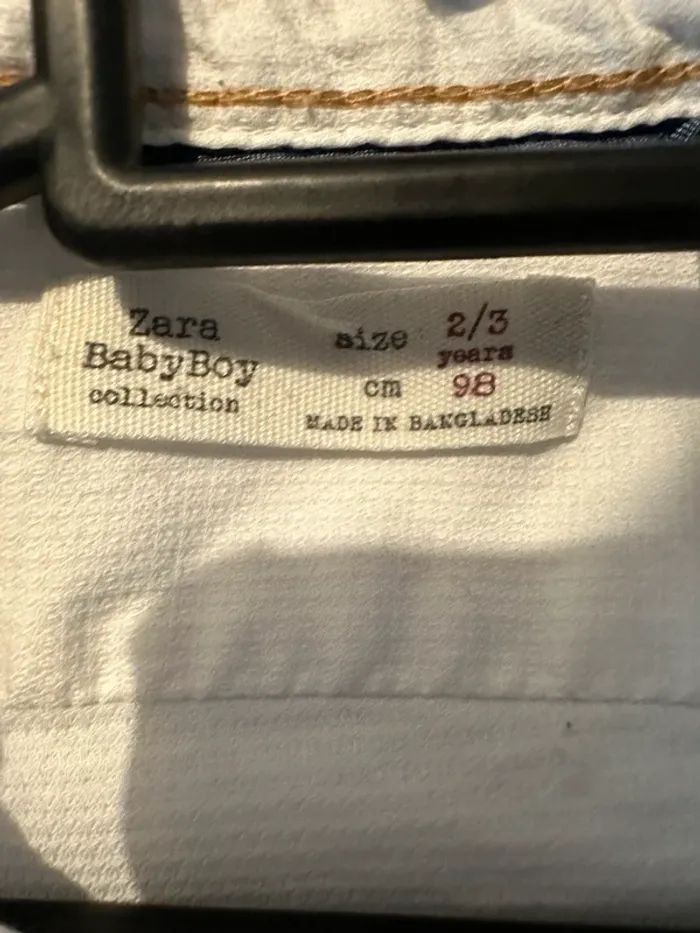 Zara
BabyBoy
collection
size 2/3
years
cm 98
MADE IN BANGLADESH